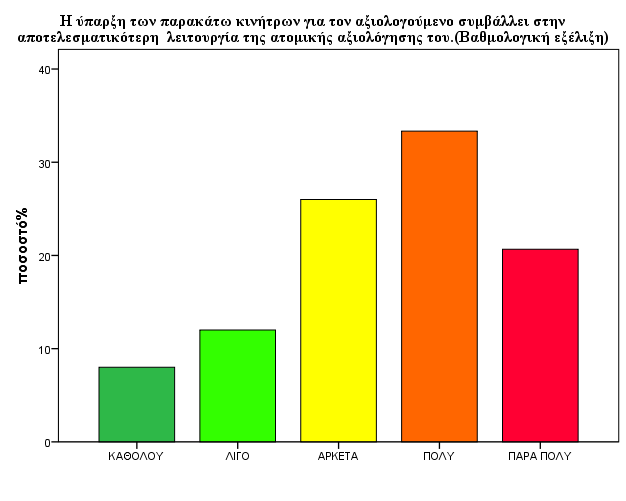 Η ύπαρξη των παρακάτω κινήτρων για τον αξιολογούμενο συμβάλλει στην
αποτελεσματικότερη λειτουργία της ατομικής αξιολόγησης του.(Βαθμολογική εξέλιξη)
40
30
20
10
0
ποσοστό%
ΚΑΘΟΛΟΥ ΛΙΓΟ ΑΡΚΕΤΑ ΠΟΛΥ ΠΑΡΑ ΠΟΛΥ